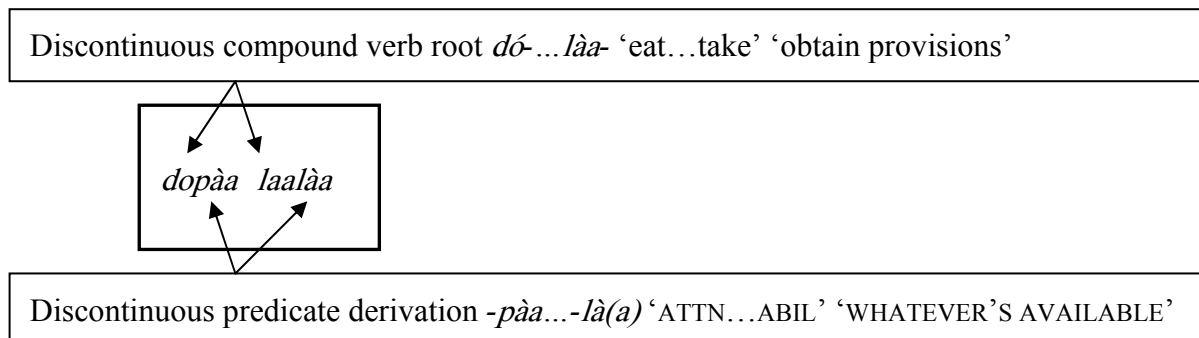 Discontinuous compound verb root dó-...làa- ‘eat…take’ ‘obtain provisions’
dopàa laalàa
Discontinuous predicate derivation -pàa...-là(a) ‘ATTN…ABIL’ ‘WHATEVER’S AVAILABLE’